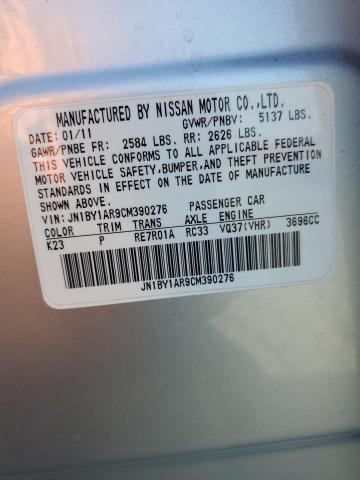 MANUFACTURED BY NISSAN MOTOR CO.,LTD.
DATE: 01/11 GVWR/PNBV: 5137 LBS.
GAWR/PNBE FR: 2584 LBS. RR: 2626 LBS.
THIS VEHICLE CONFORMS TO ALL APPLICABLE FEDERAL
MOTOR VEHICLE SAFETY, BUMPER, AND THEFT PREVENTION
STANDARDS IN EFFECT ON THE DATE OF MANUFACTURE
SHOWN ABOVE.
VIN: JN1BY1AR9CM390276 PASSENGER CAR
COLOR TRIM TRANS AXLE ENGINE
K23 P RE7R01A RC33 VQ37(VHR) 3696CC
JN1BY1AR9CM390276